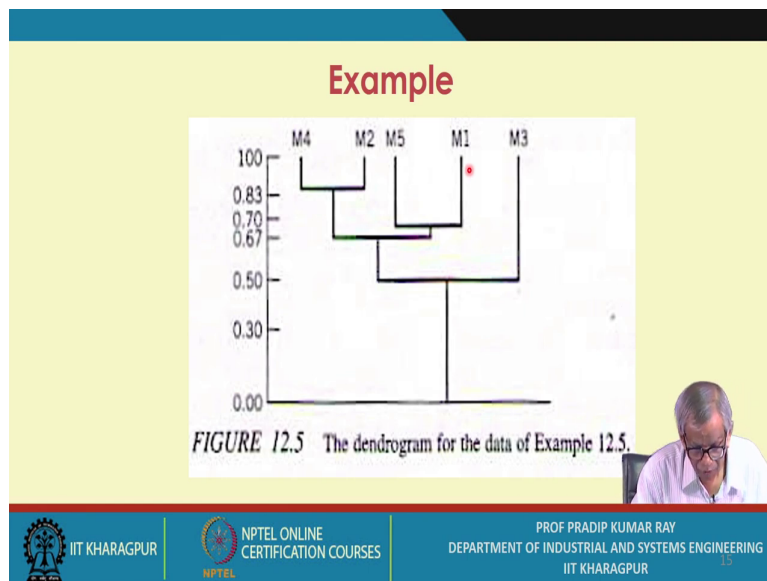 Example
M4 M2 M5 M1 M3
100
0.83
0.70
0.67
0.50
0.30
0.00
FIGURE 12.5 The dendrogram for the data of Example 12.5.
IIT KHARAGPUR
NPTEL
NPTEL ONLINE
CERTIFICATION COURSES
PROF PRADIP KUMAR RAY
DEPARTMENT OF INDUSTRIAL AND SYSTEMS ENGINEERING
IIT KHARAGPUR
15